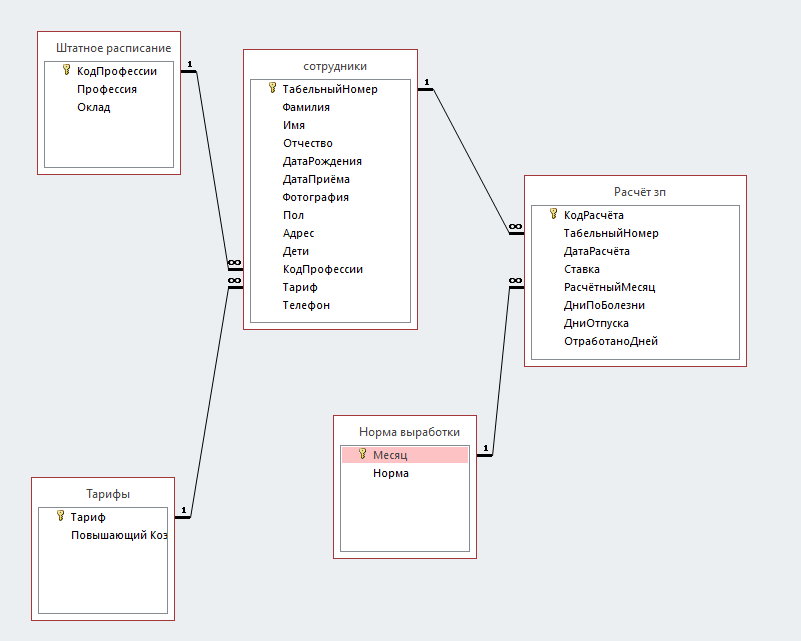 Штатное расписание
КодПрофессии
Профессия
Оклад
1
сотрудники
ТабельныйНомер
Фамилия
Имя
Отчество
ДатаРождения
ДатаПриёма
Фотография
Пол
Адрес
Дети
КодПрофессии
Тариф
Телефон
∞
∞
1
Расчёт зп
КодРасчёта
ТабельныйНомер
ДатаРасчёта
Ставка
РасчётныйМесяц
ДниПоБолезни
ДниОтпуска
ОтработаноДней
∞
∞
Норма выработки
Месяц
Норма
1
Тарифы
Тариф
Повышающий Коэ
1